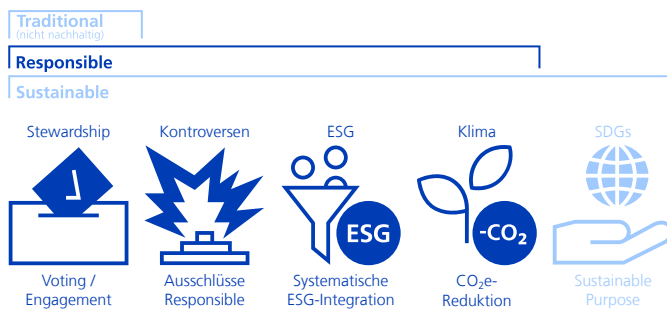 Traditional
(nicht nachhaltig)
Responsible
Sustainable
Stewardship
Kontroversen
ESG
Klima
SDGs
ESG
-CO₂
Voting /
Engagement
Ausschlüsse
Responsible
Systematische
ESG-Integration
CO₂e-
Reduktion
Sustainable
Purpose